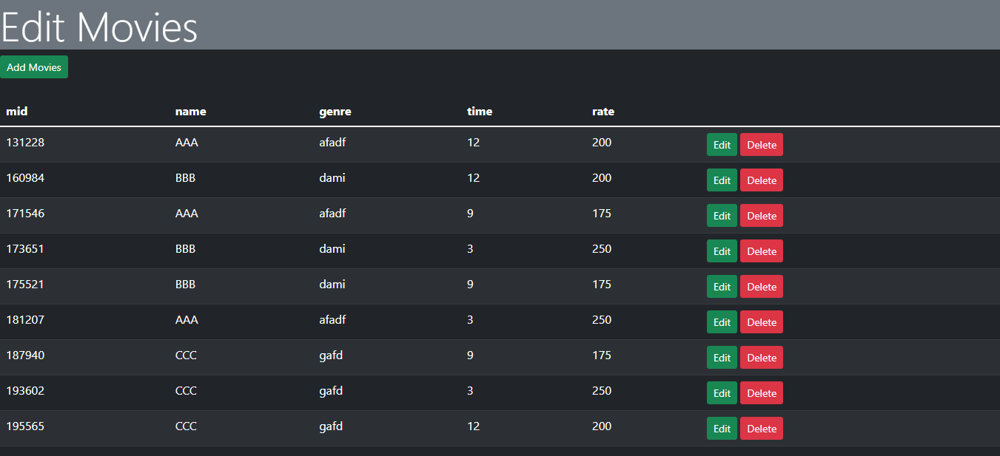 Edit Movies
Add Movies
mid name genre time rate
131228 AAA afadf 12 200 Edit Delete
160984 BBB dami 12 200 Edit Delete
171546 AAA afadf 9 175 Edit Delete
173651 BBB dami 3 250 Edit Delete
175521 BBB dami 9 175 Edit Delete
181207 AAA afadf 3 250 Edit Delete
187940 CCC gafd 9 175 Edit Delete
193602 CCC gafd 3 250 Edit Delete
195565 CCC gafd 12 200 Edit Delete